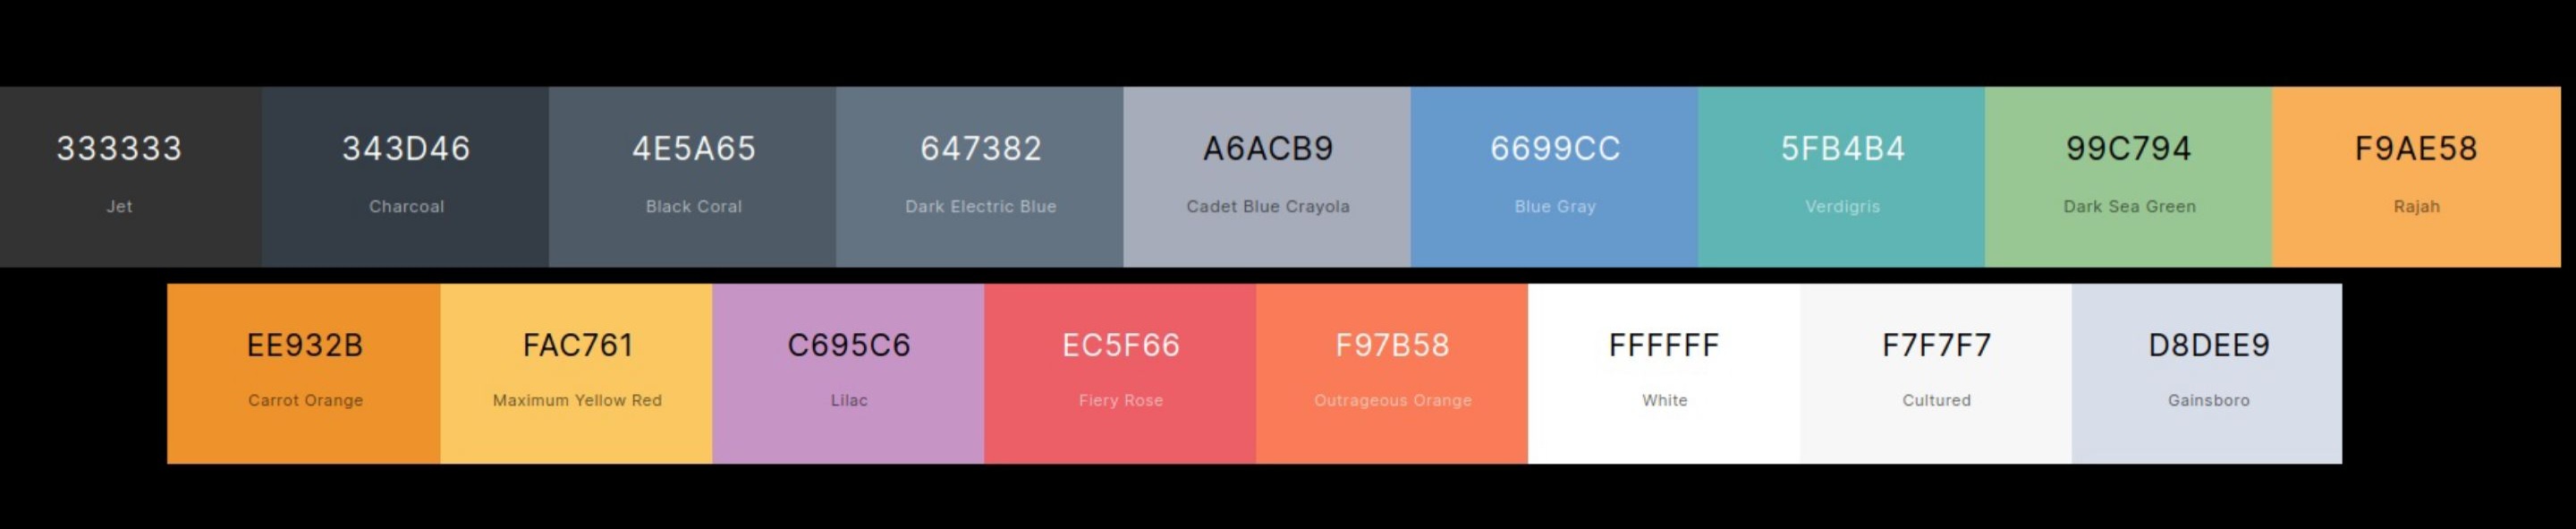 333333 343D46 4E5A65 647382 A6ACB9 6699CC 5FB4B4 99C794 F9AE58
Jet Charcoal Black Coral Dark Electric Blue Cadet Blue Crayola Blue Gray Verdigris Dark Sea Green Rajah
EE932B FAC761 C695C6 EC5F66 F97B58 FFFFFF F7F7F7 D8DEE9
Carrot Orange Maximum Yellow Red Lilac Fiery Rose Outrageous Orange White Cultured Gainsboro